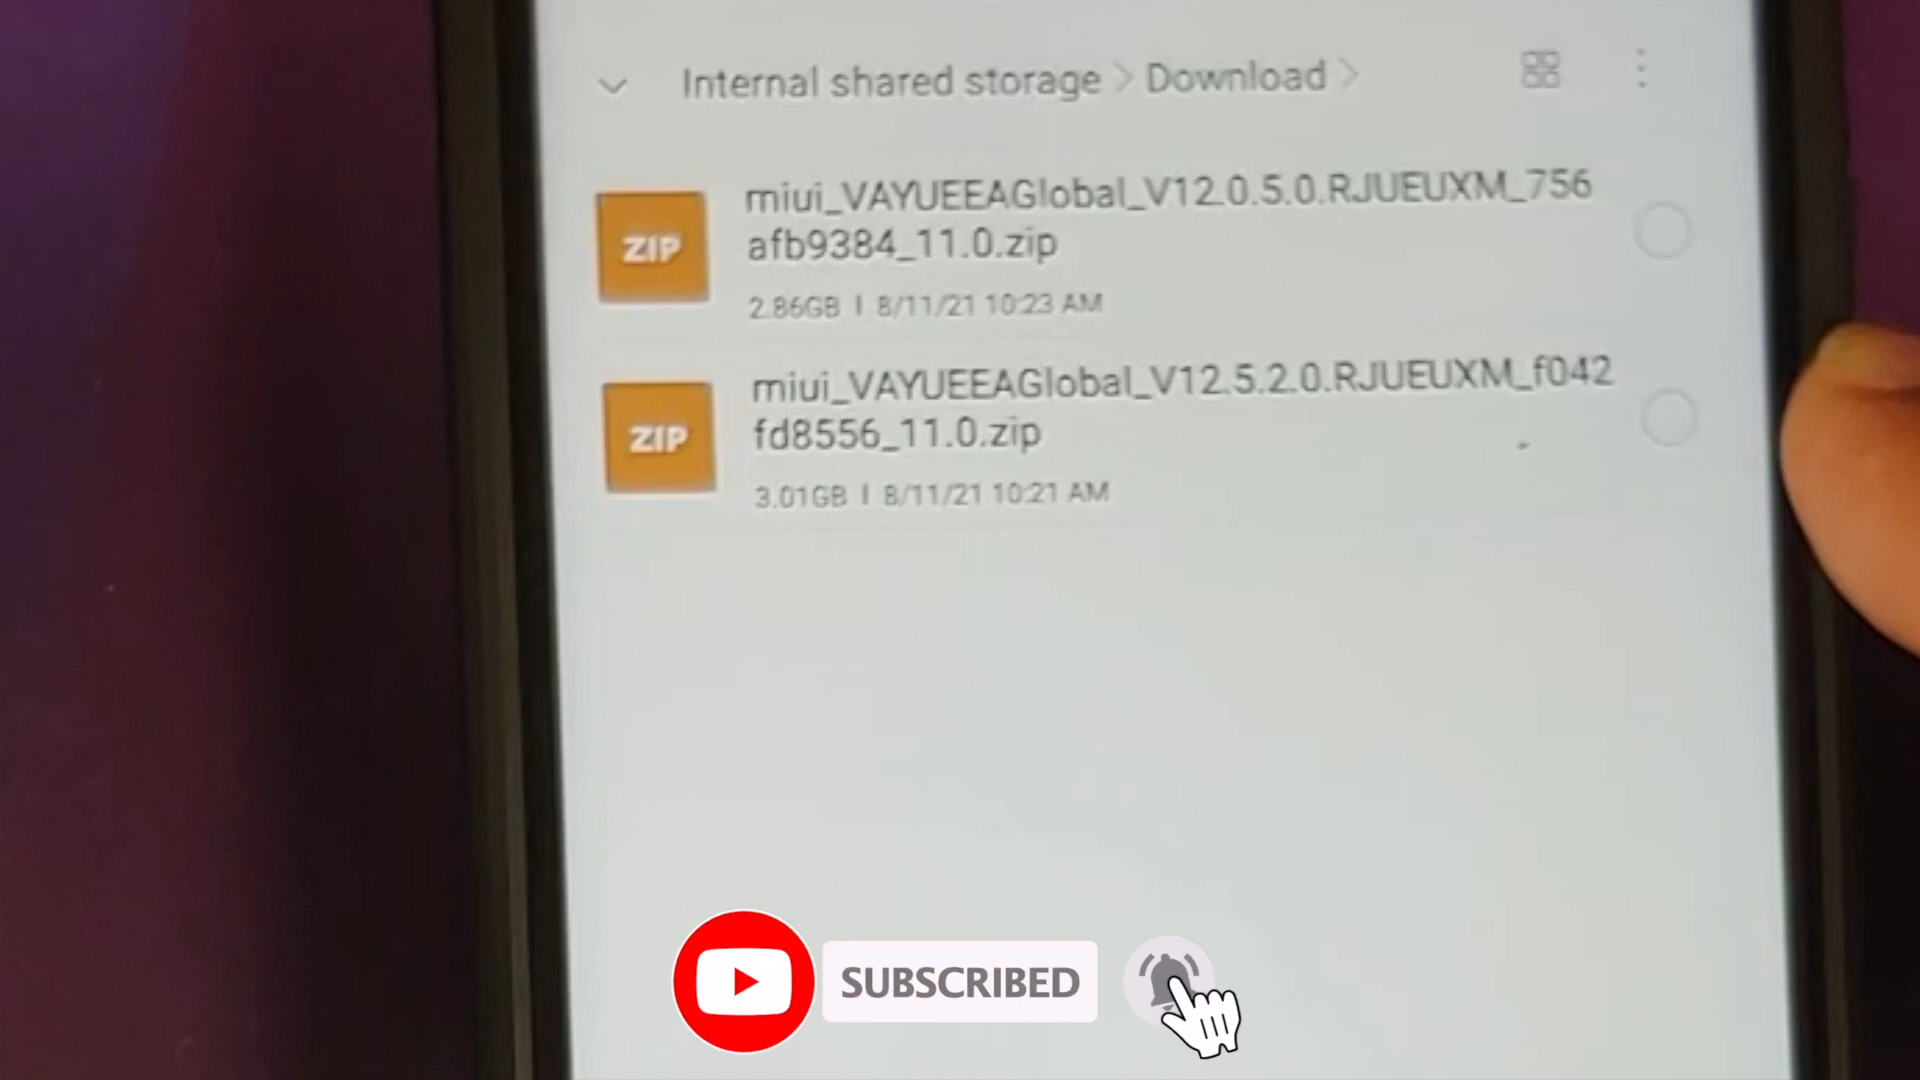 Internal shared storage > Download >
miui_VAYUEEAGlobal_V12.0.5.0.RJUEUXM_756
ZIP
afb9384_11.0.zip
2.86GB | 8/11/21 10:23 AM
miui_VAYUEEAGlobal_V12.5.2.0.RJUEUXM_f042
ZIP
fd8556_11.0.zip
3.01GB | 8/11/21 10:21 AM
SUBSCRIBED